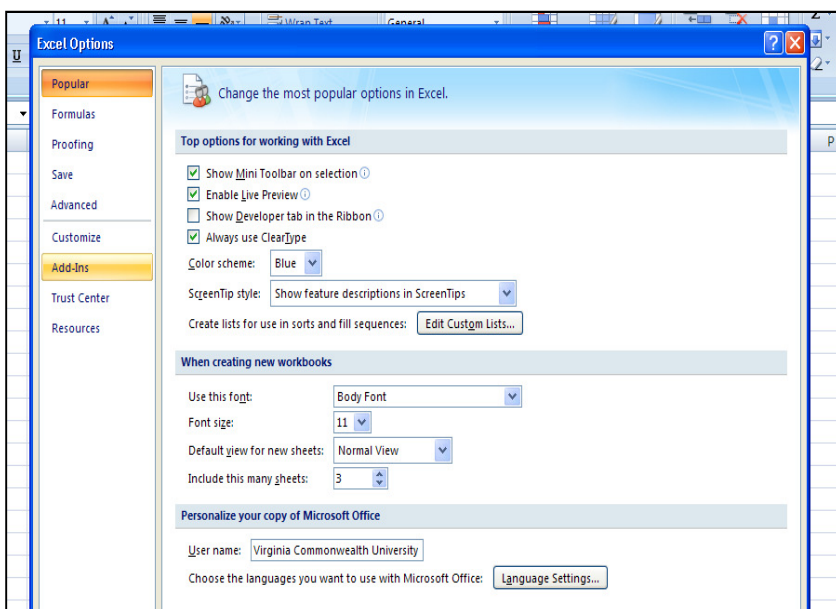 11
Wrap Text
General
Excel Options
U
Popular
Change the most popular options in Excel.
Formulas
Proofing
Top options for working with Excel
P
Save
Show Mini Toolbar on selection
Enable Live Preview
Advanced
Show Developer tab in the Ribbon
Customize
Always use ClearType
Add-Ins
Color scheme: Blue
Trust Center
ScreenTip style: Show feature descriptions in ScreenTips
Resources
Create lists for use in sorts and fill sequences: Edit Custom Lists...
When creating new workbooks
Use this font: Body Font
Font size: 11
Default view for new sheets: Normal View
Include this many sheets: 3
Personalize your copy of Microsoft Office
User name: Virginia Commonwealth University
Choose the languages you want to use with Microsoft Office: Language Settings...